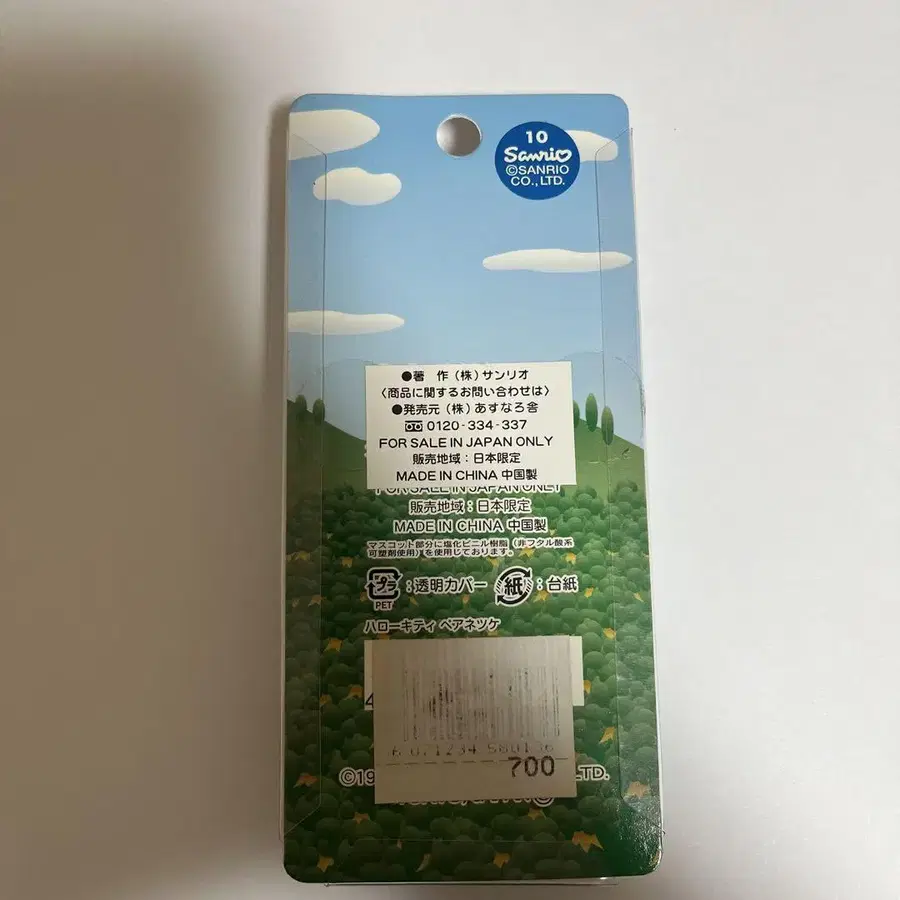 10
Sanrio
©SANRIO
CO., LTD.
●著 作(株)サンリオ
〈商品に関するお問い合わせは〉
●発売元(株)あすなろ舎
0120-334-337
FOR SALE IN JAPAN ONLY
販売地域:日本限定
MADE IN CHINA 中国製
FOR SALE IN JAPAN ONLY
販売地域:日本限定
MADE IN CHINA 中国製
マスコット部分に塩化ビニル樹脂(非フタル酸系
可塑剤使用)を使用しております。
プラ:透明カバー 紙:台紙
PET
ハローキティ ペアネツケ
4
700
©19 LTD.